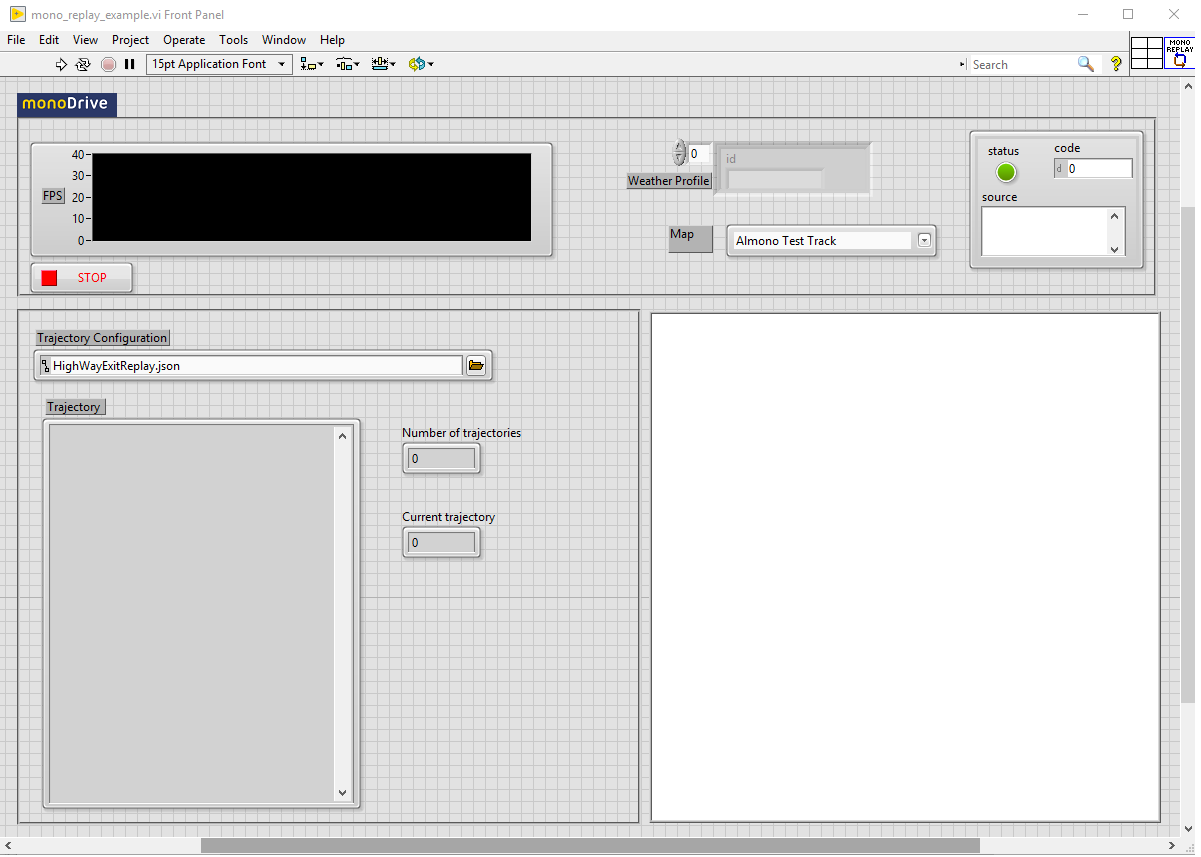 mono_replay_example.vi Front Panel
File Edit View Project Operate Tools Window Help
15pt Application Font
Search
?
MONO
REPLAY
monoDrive
FPS
40
30
20
10
0
STOP
0
id
Weather Profile
Map
Almono Test Track
status
code
d 0
source
Trajectory Configuration
HighWayExitReplay.json
Trajectory
Number of trajectories
0
Current trajectory
0